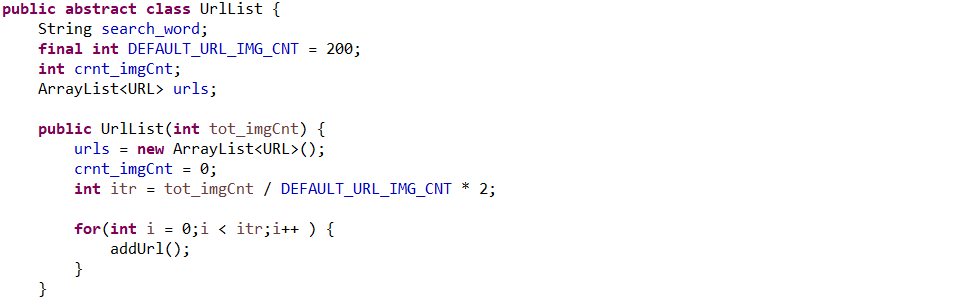 public abstract class UrlList {
    String search_word;
    final int DEFAULT_URL_IMG_CNT = 200;
    int crnt_imgCnt;
    ArrayList<URL> urls;

    public UrlList(int tot_imgCnt) {
        urls = new ArrayList<URL>();
        crnt_imgCnt = 0;
        int itr = tot_imgCnt / DEFAULT_URL_IMG_CNT * 2;

        for(int i = 0;i < itr;i++ ) {
            addUrl();
        }
    }